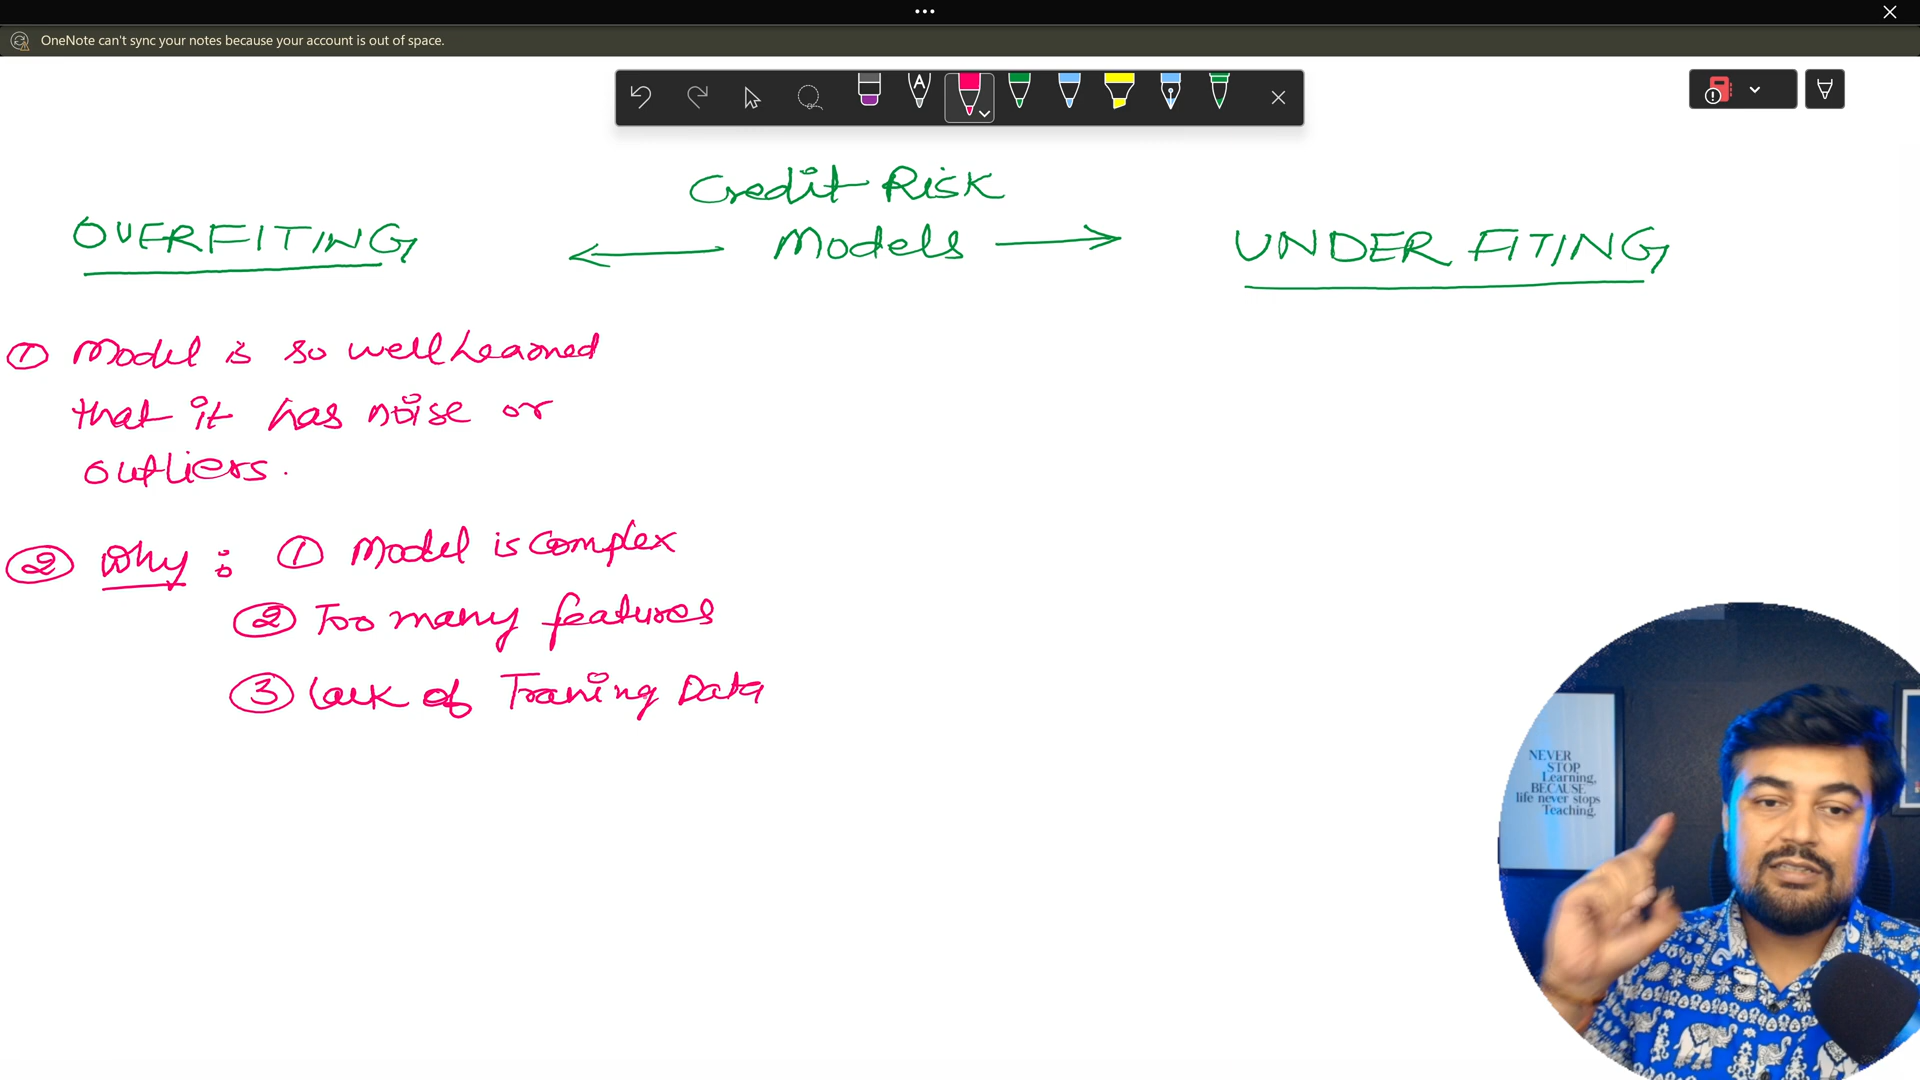 OneNote can't sync your notes because your account is out of space.
Credit Risk
OVERFITING
Models
UNDER FITING
① Model is so well Learned
that it has noise or
outliers.
② Why : ① Model is complex
② Too many features
③ Lack of Traning Data
NEVER
STOP
Learning,
BECAUSE
life never stops
Teaching.